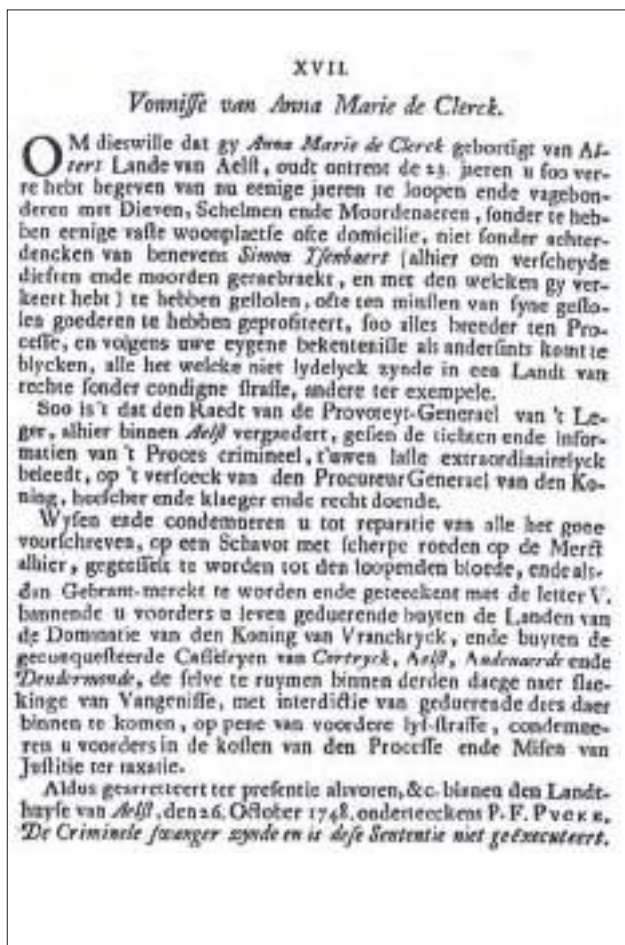 XVII.
Vonnisse van Anna Marie de Clerck.
OM dieswille dat gy Anna Marie de Clerck gebortigt van Al-
tert Lande van Aelst, oudt ontrent de 23. jaeren u soo ver-
re hebt begeven van nu eenige jaeren te loopen ende vagebon-
deren met Dieven, Schelmen ende Moordenaeren, sonder te heb-
ben eenige vaste woonplaetse ofte domicilie, niet sonder achter-
dencken van benevens Simon Ysenbaert (alhier om verscheyde
dieften ende moorden geraebraekt, en met den welcken gy ver-
keert hebt) te hebben gestolen, ofte ten minsten van syne gesto-
len goederen te hebben geprofiteert, soo alles breeder ten Pro-
cesse, en volgens uwe eygene bekentenisse als andersints komt te
blycken, alle het welcke niet lydelyck zynde in een Landt van
rechte sonder condigne straffe, andere ter exempele.
Soo is't dat den Raedt van de Provoteyt-Generael van 't Le-
ger, alhier binnen Aelst vergaedert, gesien de tichten ende infor-
matien van 't Proces crimineel, t'uwen laste extraordinairelyck
beleedt, op 't versoeck van den Procureur Generael van den Ko-
ning, heescher ende klaeger ende recht doende.
Wysen ende condemneren u tot reparatie van alle het gone
voorschreven, op een Schavot met scherpe roeden op de Merct
alhier, gegeesselt te worden tot den loopenden bloede, ende als-
dan Gebrant-merckt te worden ende geteeckent met de letter V.
bannende u voorders u leven geduerende buyten de Landen van
de Dominatie van den Koning van Vranckryck, ende buyten de
geconquesteerde Casselryen van Cortryck, Aelst, Audenaerde ende
Dendermonde, de selve te ruymen binnen derden daege naer slae-
kinge van Vangenisse, met interdictie van geduerende dies daer
binnen te komen, op pene van voordere lyf-straffe, condemne-
ren u voorders in de kosten van den Processe ende Misen van
Justitie ter taxatie.
Aldus gearresteert ter presentie alsvoren, &c. binnen den Landt-
huyse van Aelst, den 26. October 1748. onderteeckent P. F. PYCKE.
De Criminele swanger zynde en is dese Sententie niet geëxecuteert.